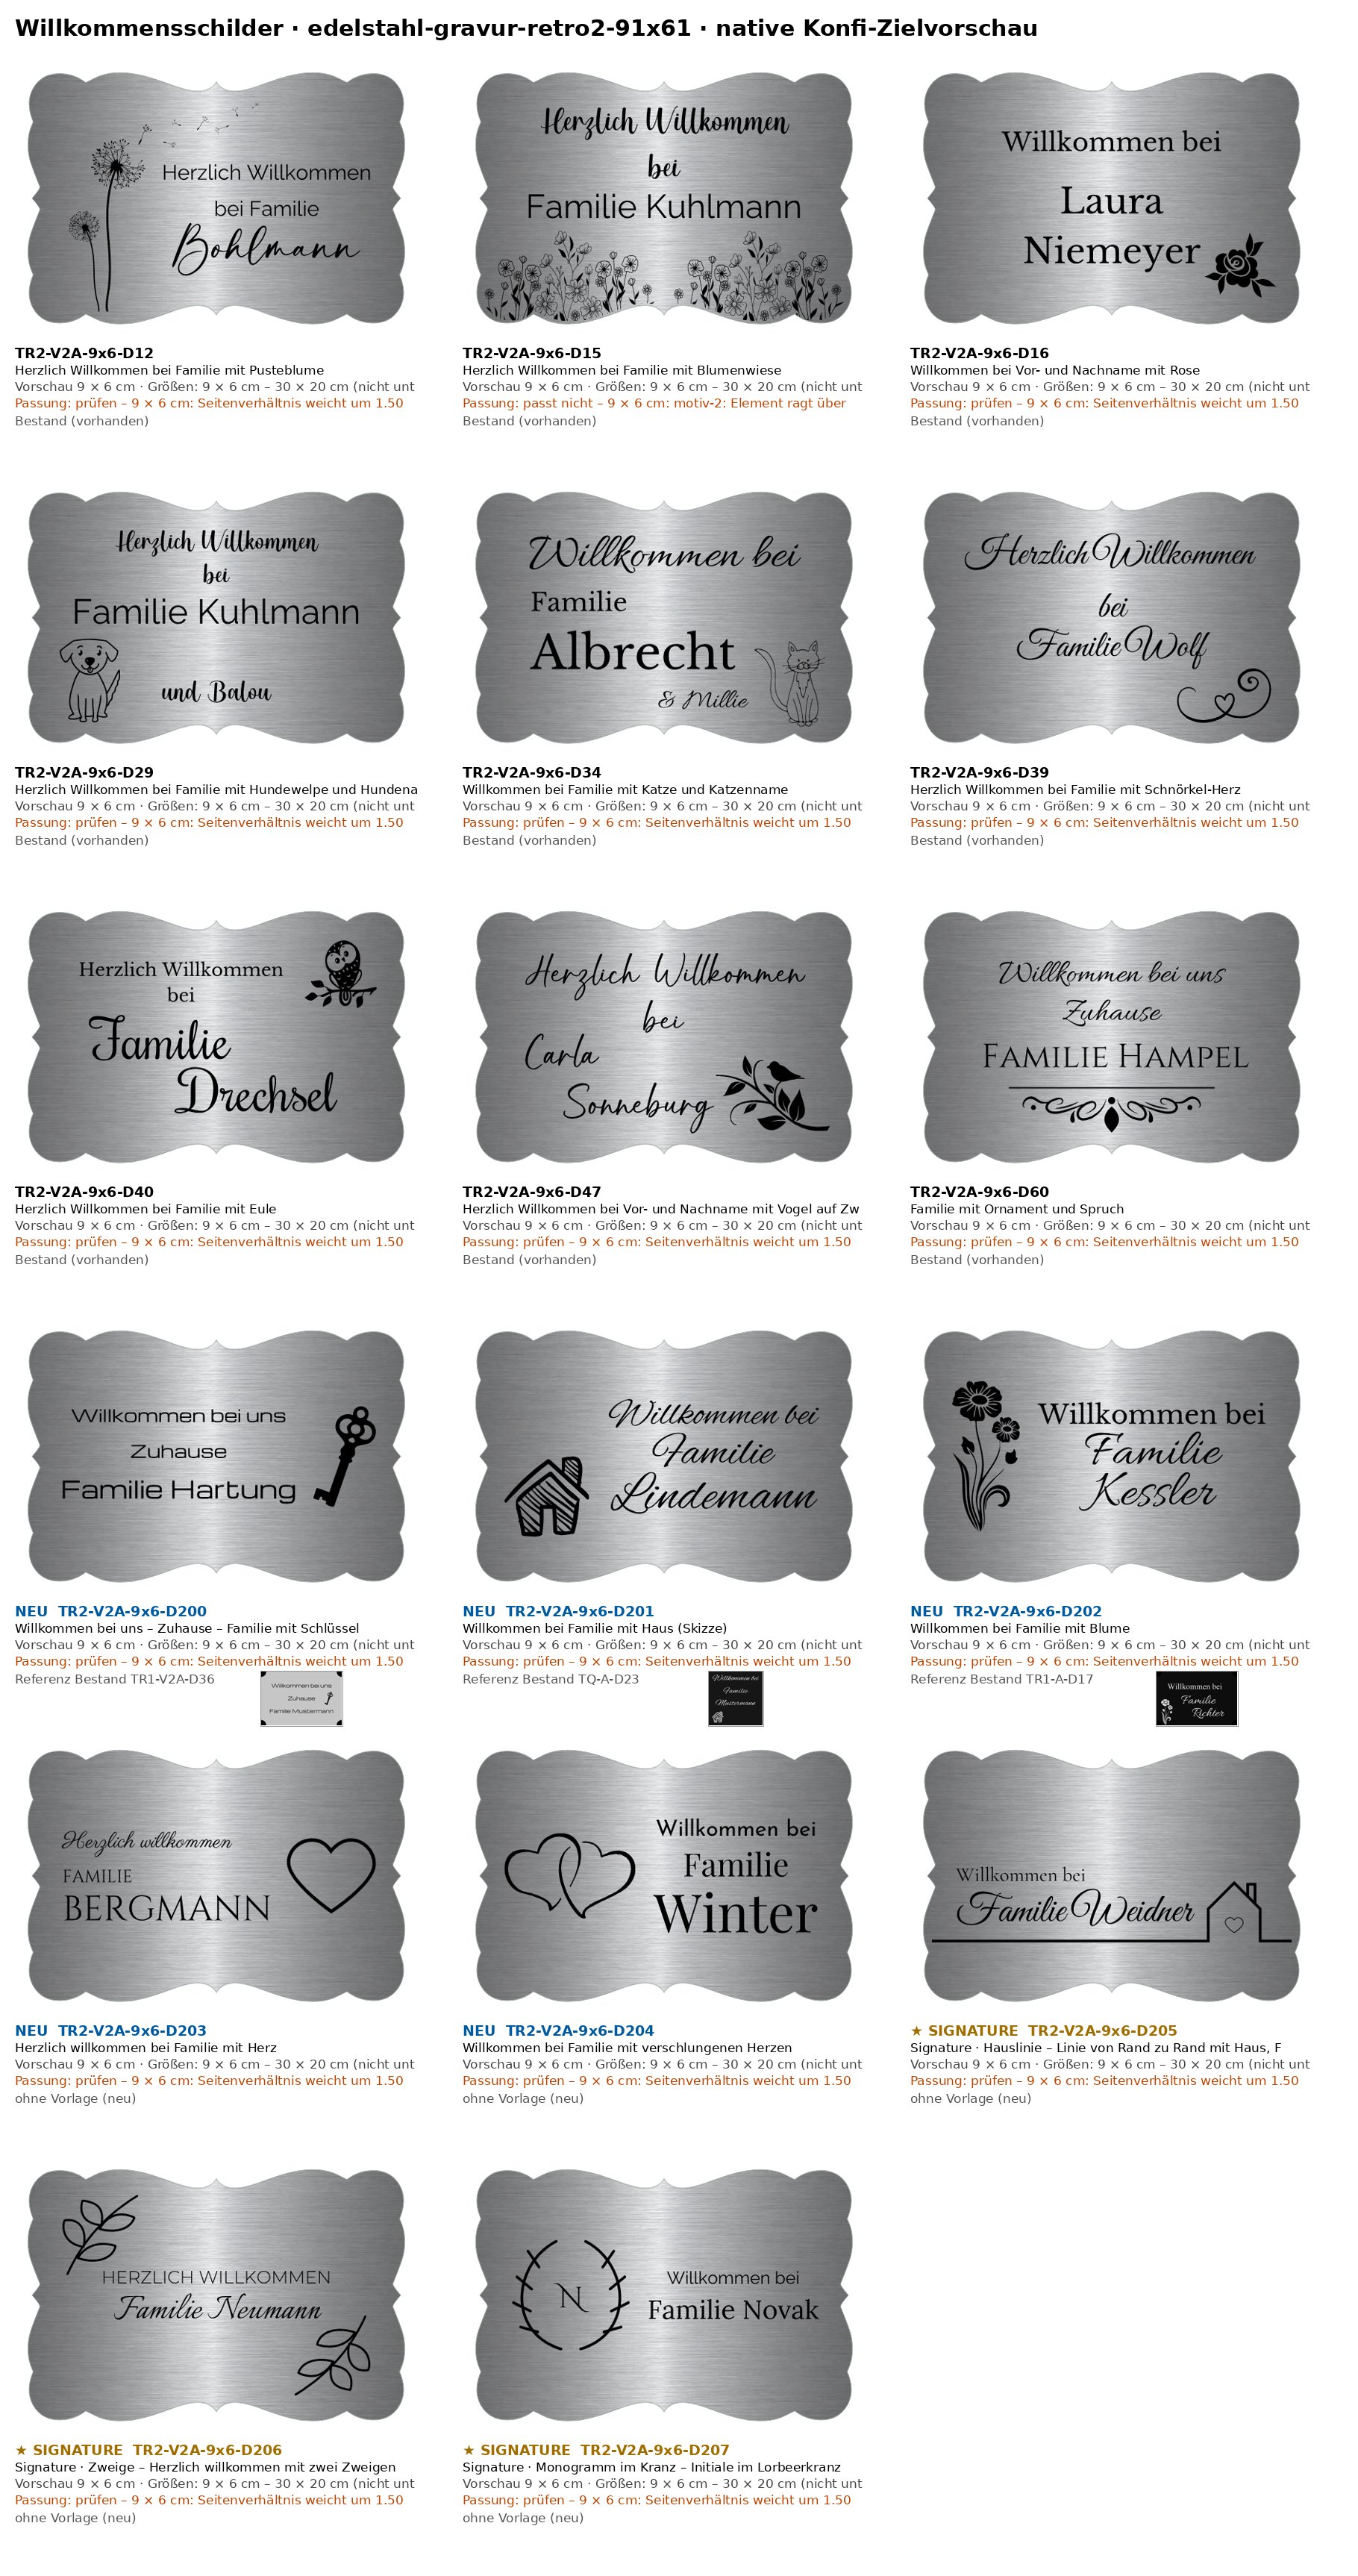 Willkommensschilder · edelstahl-gravur-retro2-91x61 · native Konfi-Zielvorschau
Herzlich Willkommen
bei Familie
Bohlmann
TR2-V2A-9x6-D12
Herzlich Willkommen bei Familie mit Pusteblume
Vorschau 9 × 6 cm · Größen: 9 × 6 cm – 30 × 20 cm (nicht unt
Passung: prüfen – 9 × 6 cm: Seitenverhältnis weicht um 1.50
Bestand (vorhanden)
Herzlich Willkommen
bei
Familie Kuhlmann
TR2-V2A-9x6-D15
Herzlich Willkommen bei Familie mit Blumenwiese
Vorschau 9 × 6 cm · Größen: 9 × 6 cm – 30 × 20 cm (nicht unt
Passung: passt nicht – 9 × 6 cm: motiv-2: Element ragt über
Bestand (vorhanden)
Willkommen bei
Laura
Niemeyer
TR2-V2A-9x6-D16
Willkommen bei Vor- und Nachname mit Rose
Vorschau 9 × 6 cm · Größen: 9 × 6 cm – 30 × 20 cm (nicht unt
Passung: prüfen – 9 × 6 cm: Seitenverhältnis weicht um 1.50
Bestand (vorhanden)
Herzlich Willkommen
bei
Familie Kuhlmann
und Balou
TR2-V2A-9x6-D29
Herzlich Willkommen bei Familie mit Hundewelpe und Hundena
Vorschau 9 × 6 cm · Größen: 9 × 6 cm – 30 × 20 cm (nicht unt
Passung: prüfen – 9 × 6 cm: Seitenverhältnis weicht um 1.50
Bestand (vorhanden)
Willkommen bei
Familie
Albrecht
& Millie
TR2-V2A-9x6-D34
Willkommen bei Familie mit Katze und Katzenname
Vorschau 9 × 6 cm · Größen: 9 × 6 cm – 30 × 20 cm (nicht unt
Passung: prüfen – 9 × 6 cm: Seitenverhältnis weicht um 1.50
Bestand (vorhanden)
Herzlich Willkommen
bei
Familie Wolf
TR2-V2A-9x6-D39
Herzlich Willkommen bei Familie mit Schnörkel-Herz
Vorschau 9 × 6 cm · Größen: 9 × 6 cm – 30 × 20 cm (nicht unt
Passung: prüfen – 9 × 6 cm: Seitenverhältnis weicht um 1.50
Bestand (vorhanden)
Herzlich Willkommen
bei
Familie
Drechsel
TR2-V2A-9x6-D40
Herzlich Willkommen bei Familie mit Eule
Vorschau 9 × 6 cm · Größen: 9 × 6 cm – 30 × 20 cm (nicht unt
Passung: prüfen – 9 × 6 cm: Seitenverhältnis weicht um 1.50
Bestand (vorhanden)
Herzlich Willkommen
bei
Carla
Sonneburg
TR2-V2A-9x6-D47
Herzlich Willkommen bei Vor- und Nachname mit Vogel auf Zw
Vorschau 9 × 6 cm · Größen: 9 × 6 cm – 30 × 20 cm (nicht unt
Passung: prüfen – 9 × 6 cm: Seitenverhältnis weicht um 1.50
Bestand (vorhanden)
Willkommen bei uns
Zuhause
Familie Hampel
TR2-V2A-9x6-D60
Familie mit Ornament und Spruch
Vorschau 9 × 6 cm · Größen: 9 × 6 cm – 30 × 20 cm (nicht unt
Passung: prüfen – 9 × 6 cm: Seitenverhältnis weicht um 1.50
Bestand (vorhanden)
Willkommen bei uns
Zuhause
Familie Hartung
NEU TR2-V2A-9x6-D200
Willkommen bei uns – Zuhause – Familie mit Schlüssel
Vorschau 9 × 6 cm · Größen: 9 × 6 cm – 30 × 20 cm (nicht unt
Passung: prüfen – 9 × 6 cm: Seitenverhältnis weicht um 1.50
Referenz Bestand TR1-V2A-D36
Willkommen bei uns
Zuhause
Familie Mustermann
Willkommen bei
Familie
Lindemann
NEU TR2-V2A-9x6-D201
Willkommen bei Familie mit Haus (Skizze)
Vorschau 9 × 6 cm · Größen: 9 × 6 cm – 30 × 20 cm (nicht unt
Passung: prüfen – 9 × 6 cm: Seitenverhältnis weicht um 1.50
Referenz Bestand TQ-A-D23
Willkommen bei
Familie
Mustermann
Willkommen bei
Familie
Kessler
NEU TR2-V2A-9x6-D202
Willkommen bei Familie mit Blume
Vorschau 9 × 6 cm · Größen: 9 × 6 cm – 30 × 20 cm (nicht unt
Passung: prüfen – 9 × 6 cm: Seitenverhältnis weicht um 1.50
Referenz Bestand TR1-A-D17
Willkommen bei
Familie
Richter
Herzlich willkommen
FAMILIE
BERGMANN
NEU TR2-V2A-9x6-D203
Herzlich willkommen bei Familie mit Herz
Vorschau 9 × 6 cm · Größen: 9 × 6 cm – 30 × 20 cm (nicht unt
Passung: prüfen – 9 × 6 cm: Seitenverhältnis weicht um 1.50
ohne Vorlage (neu)
Willkommen bei
Familie
Winter
NEU TR2-V2A-9x6-D204
Willkommen bei Familie mit verschlungenen Herzen
Vorschau 9 × 6 cm · Größen: 9 × 6 cm – 30 × 20 cm (nicht unt
Passung: prüfen – 9 × 6 cm: Seitenverhältnis weicht um 1.50
ohne Vorlage (neu)
Willkommen bei
Familie Weidner
★ SIGNATURE TR2-V2A-9x6-D205
Signature · Hauslinie – Linie von Rand zu Rand mit Haus, F
Vorschau 9 × 6 cm · Größen: 9 × 6 cm – 30 × 20 cm (nicht unt
Passung: prüfen – 9 × 6 cm: Seitenverhältnis weicht um 1.50
ohne Vorlage (neu)
HERZLICH WILLKOMMEN
Familie Neumann
★ SIGNATURE TR2-V2A-9x6-D206
Signature · Zweige – Herzlich willkommen mit zwei Zweigen
Vorschau 9 × 6 cm · Größen: 9 × 6 cm – 30 × 20 cm (nicht unt
Passung: prüfen – 9 × 6 cm: Seitenverhältnis weicht um 1.50
ohne Vorlage (neu)
N
Willkommen bei
Familie Novak
★ SIGNATURE TR2-V2A-9x6-D207
Signature · Monogramm im Kranz – Initiale im Lorbeerkranz
Vorschau 9 × 6 cm · Größen: 9 × 6 cm – 30 × 20 cm (nicht unt
Passung: prüfen – 9 × 6 cm: Seitenverhältnis weicht um 1.50
ohne Vorlage (neu)